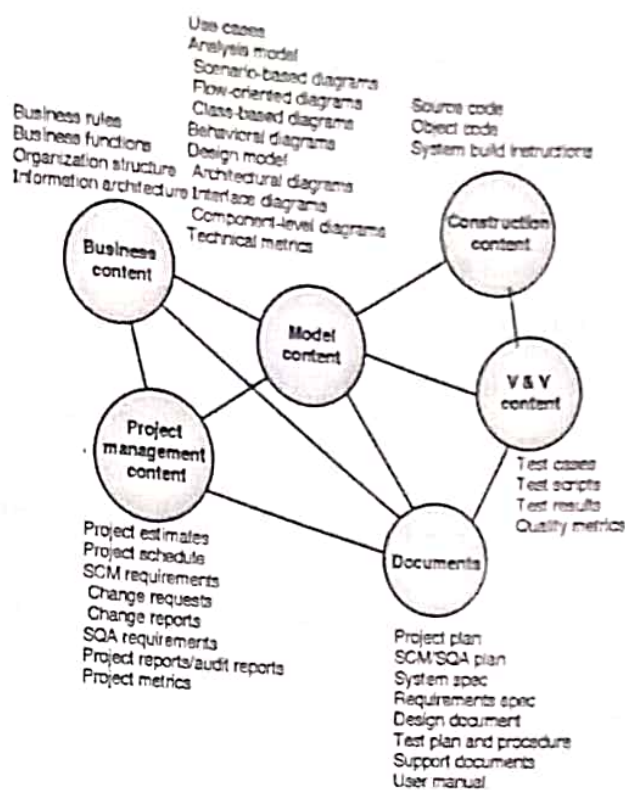 Use cases
Analysis model
Scenario-based diagrams
Flow-oriented diagrams
Class-based diagrams
Behavioral diagrams
Design model
Architectural diagrams
Interface diagrams
Component-level diagrams
Technical metrics
Business rules
Business functions
Organization structure
Information architecture
Source code
Object code
System build instructions
Business
content
Construction
content
Model
content
V & V
content
Project
management
content
Test cases
Test scripts
Test results
Quality metrics
Documents
Project estimates
Project schedule
SCM requirements
Change requests
Change reports
SQA requirements
Project reports/audit reports
Project metrics
Project plan
SCM/SQA plan
System spec
Requirements spec
Design document
Test plan and procedure
Support documents
User manual